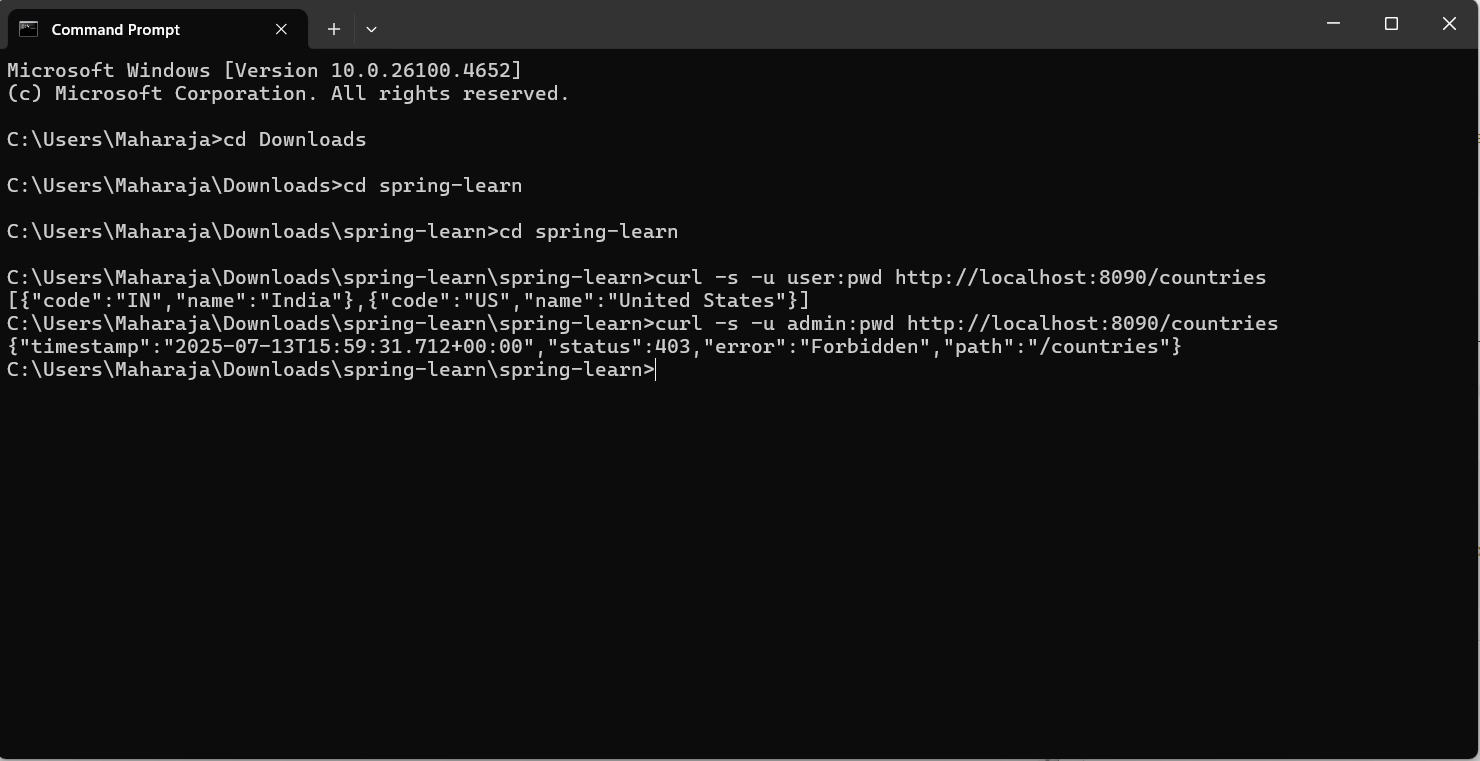 Command Prompt
Microsoft Windows [Version 10.0.26100.4652]
(c) Microsoft Corporation. All rights reserved.
C:\Users\Maharaja>cd Downloads
C:\Users\Maharaja\Downloads>cd spring-learn
C:\Users\Maharaja\Downloads\spring-learn>cd spring-learn
C:\Users\Maharaja\Downloads\spring-learn\spring-learn>curl -s -u user:pwd http://localhost:8090/countries
[{"code":"IN","name":"India"},{"code":"US","name":"United States"}]
C:\Users\Maharaja\Downloads\spring-learn\spring-learn>curl -s -u admin:pwd http://localhost:8090/countries
{"timestamp":"2025-07-13T15:59:31.712+00:00","status":403,"error":"Forbidden","path":"/countries"}
C:\Users\Maharaja\Downloads\spring-learn\spring-learn>